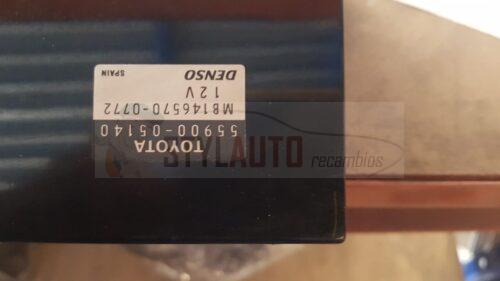 TOYOTA
55900-05140
MB146570-0772
12V
DENSO
SPAIN
STYLAUTO
recambios